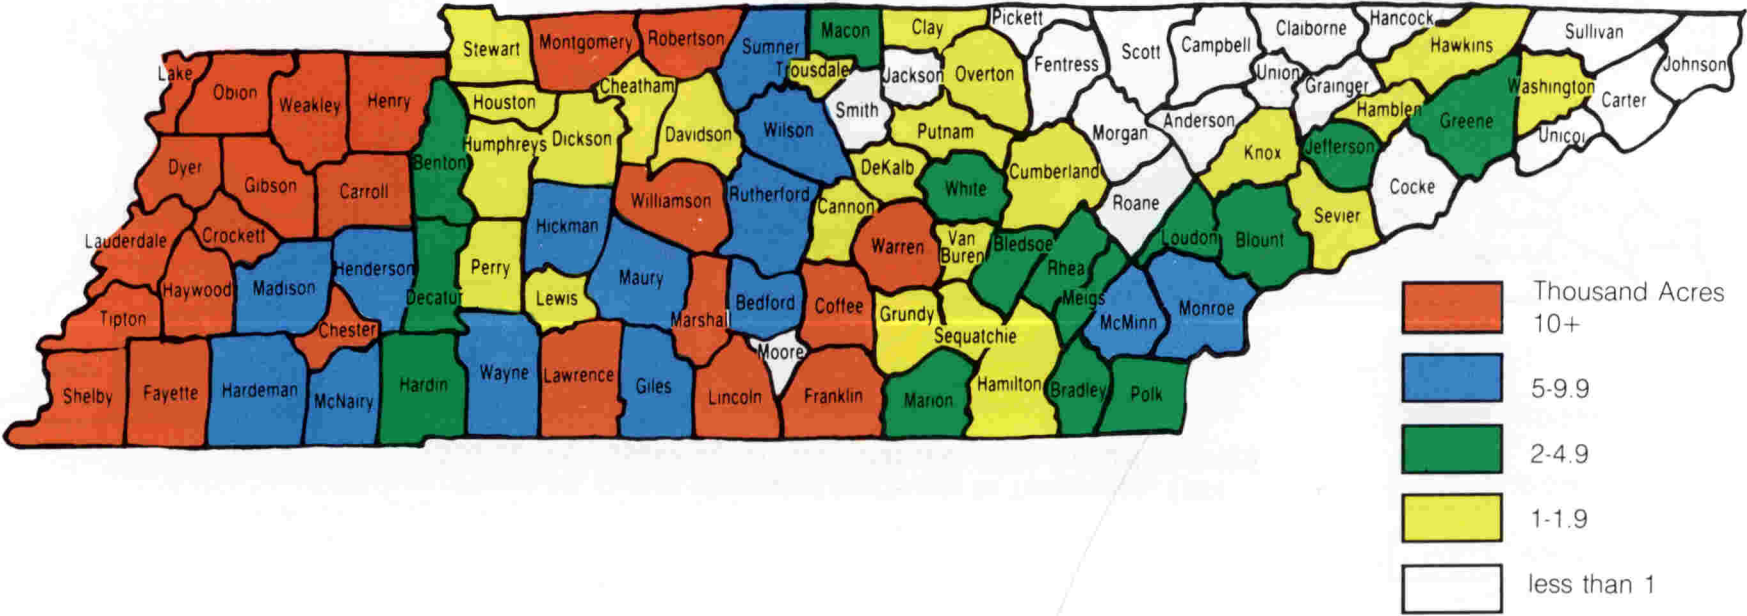 Pickett
Hancock
Stewart
Montgomery
Robertson
Sumner
Macon
Clay
Claiborne
Sullivan
Scott
Campbell
Hawkins
Lake
Obion
Weakley
Henry
Cheatham
Trousdale
Jackson
Overton
Fentress
Union
Grainger
Washington
Johnson
Houston
Smith
Hamblen
Carter
Benton
Humphreys
Dickson
Davidson
Wilson
Putnam
Morgan
Anderson
Greene
Unicoi
Dyer
Gibson
Carroll
DeKalb
White
Cumberland
Knox
Jefferson
Cocke
Williamson
Rutherford
Cannon
Roane
Sevier
Lauderdale
Crockett
Hickman
Warren
Van
Buren
Bledsoe
Loudon
Blount
Haywood
Madison
Henderson
Decatur
Perry
Lewis
Maury
Rhea
Meigs
Tipton
Chester
Marshal
Bedford
Coffee
Grundy
Sequatchie
McMinn
Monroe
Moore
Shelby
Fayette
Hardeman
McNairy
Hardin
Wayne
Lawrence
Giles
Lincoln
Franklin
Marion
Hamilton
Bradley
Polk
Thousand Acres
10+
5-9.9
2-4.9
1-1.9
less than 1